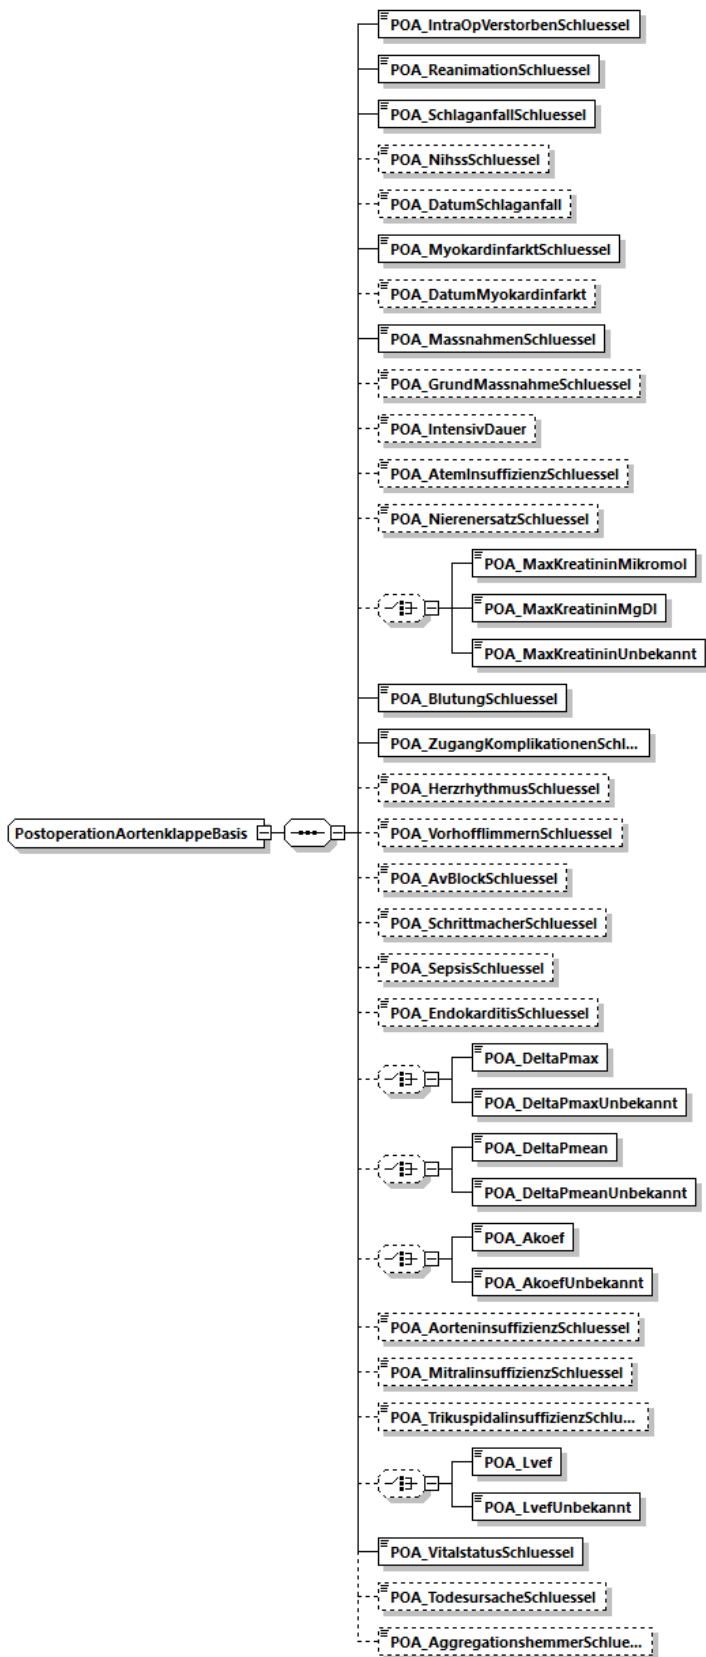 POA_IntraOpVerstorbenSchluessel
POA_ReanimationSchluessel
POA_SchlaganfallSchluessel
POA_NihssSchluessel
POA_DatumSchlaganfall
POA_MyokardinfarktSchluessel
POA_DatumMyokardinfarkt
POA_MassnahmenSchluessel
POA_GrundMassnahmeSchluessel
POA_IntensivDauer
POA_AtemInsuffizienzSchluessel
POA_NierenersatzSchluessel
POA_MaxKreatininMikromol
POA_MaxKreatininMgDl
POA_MaxKreatininUnbekannt
POA_BlutungSchluessel
POA_ZugangKomplikationenSchl...
POA_HerzrhythmusSchluessel
PostoperationAortenklappeBasis
POA_VorhofflimmernSchluessel
POA_AvBlockSchluessel
POA_SchrittmacherSchluessel
POA_SepsisSchluessel
POA_EndokarditisSchluessel
POA_DeltaPmax
POA_DeltaPmaxUnbekannt
POA_DeltaPmean
POA_DeltaPmeanUnbekannt
POA_Akoef
POA_AkoefUnbekannt
POA_AorteninsuffizienzSchluessel
POA_MitralinsuffizienzSchluessel
POA_TrikuspidalinsuffizienzSchlu...
POA_Lvef
POA_LvefUnbekannt
POA_VitalstatusSchluessel
POA_TodesursacheSchluessel
POA_AggregationshemmerSchlue...